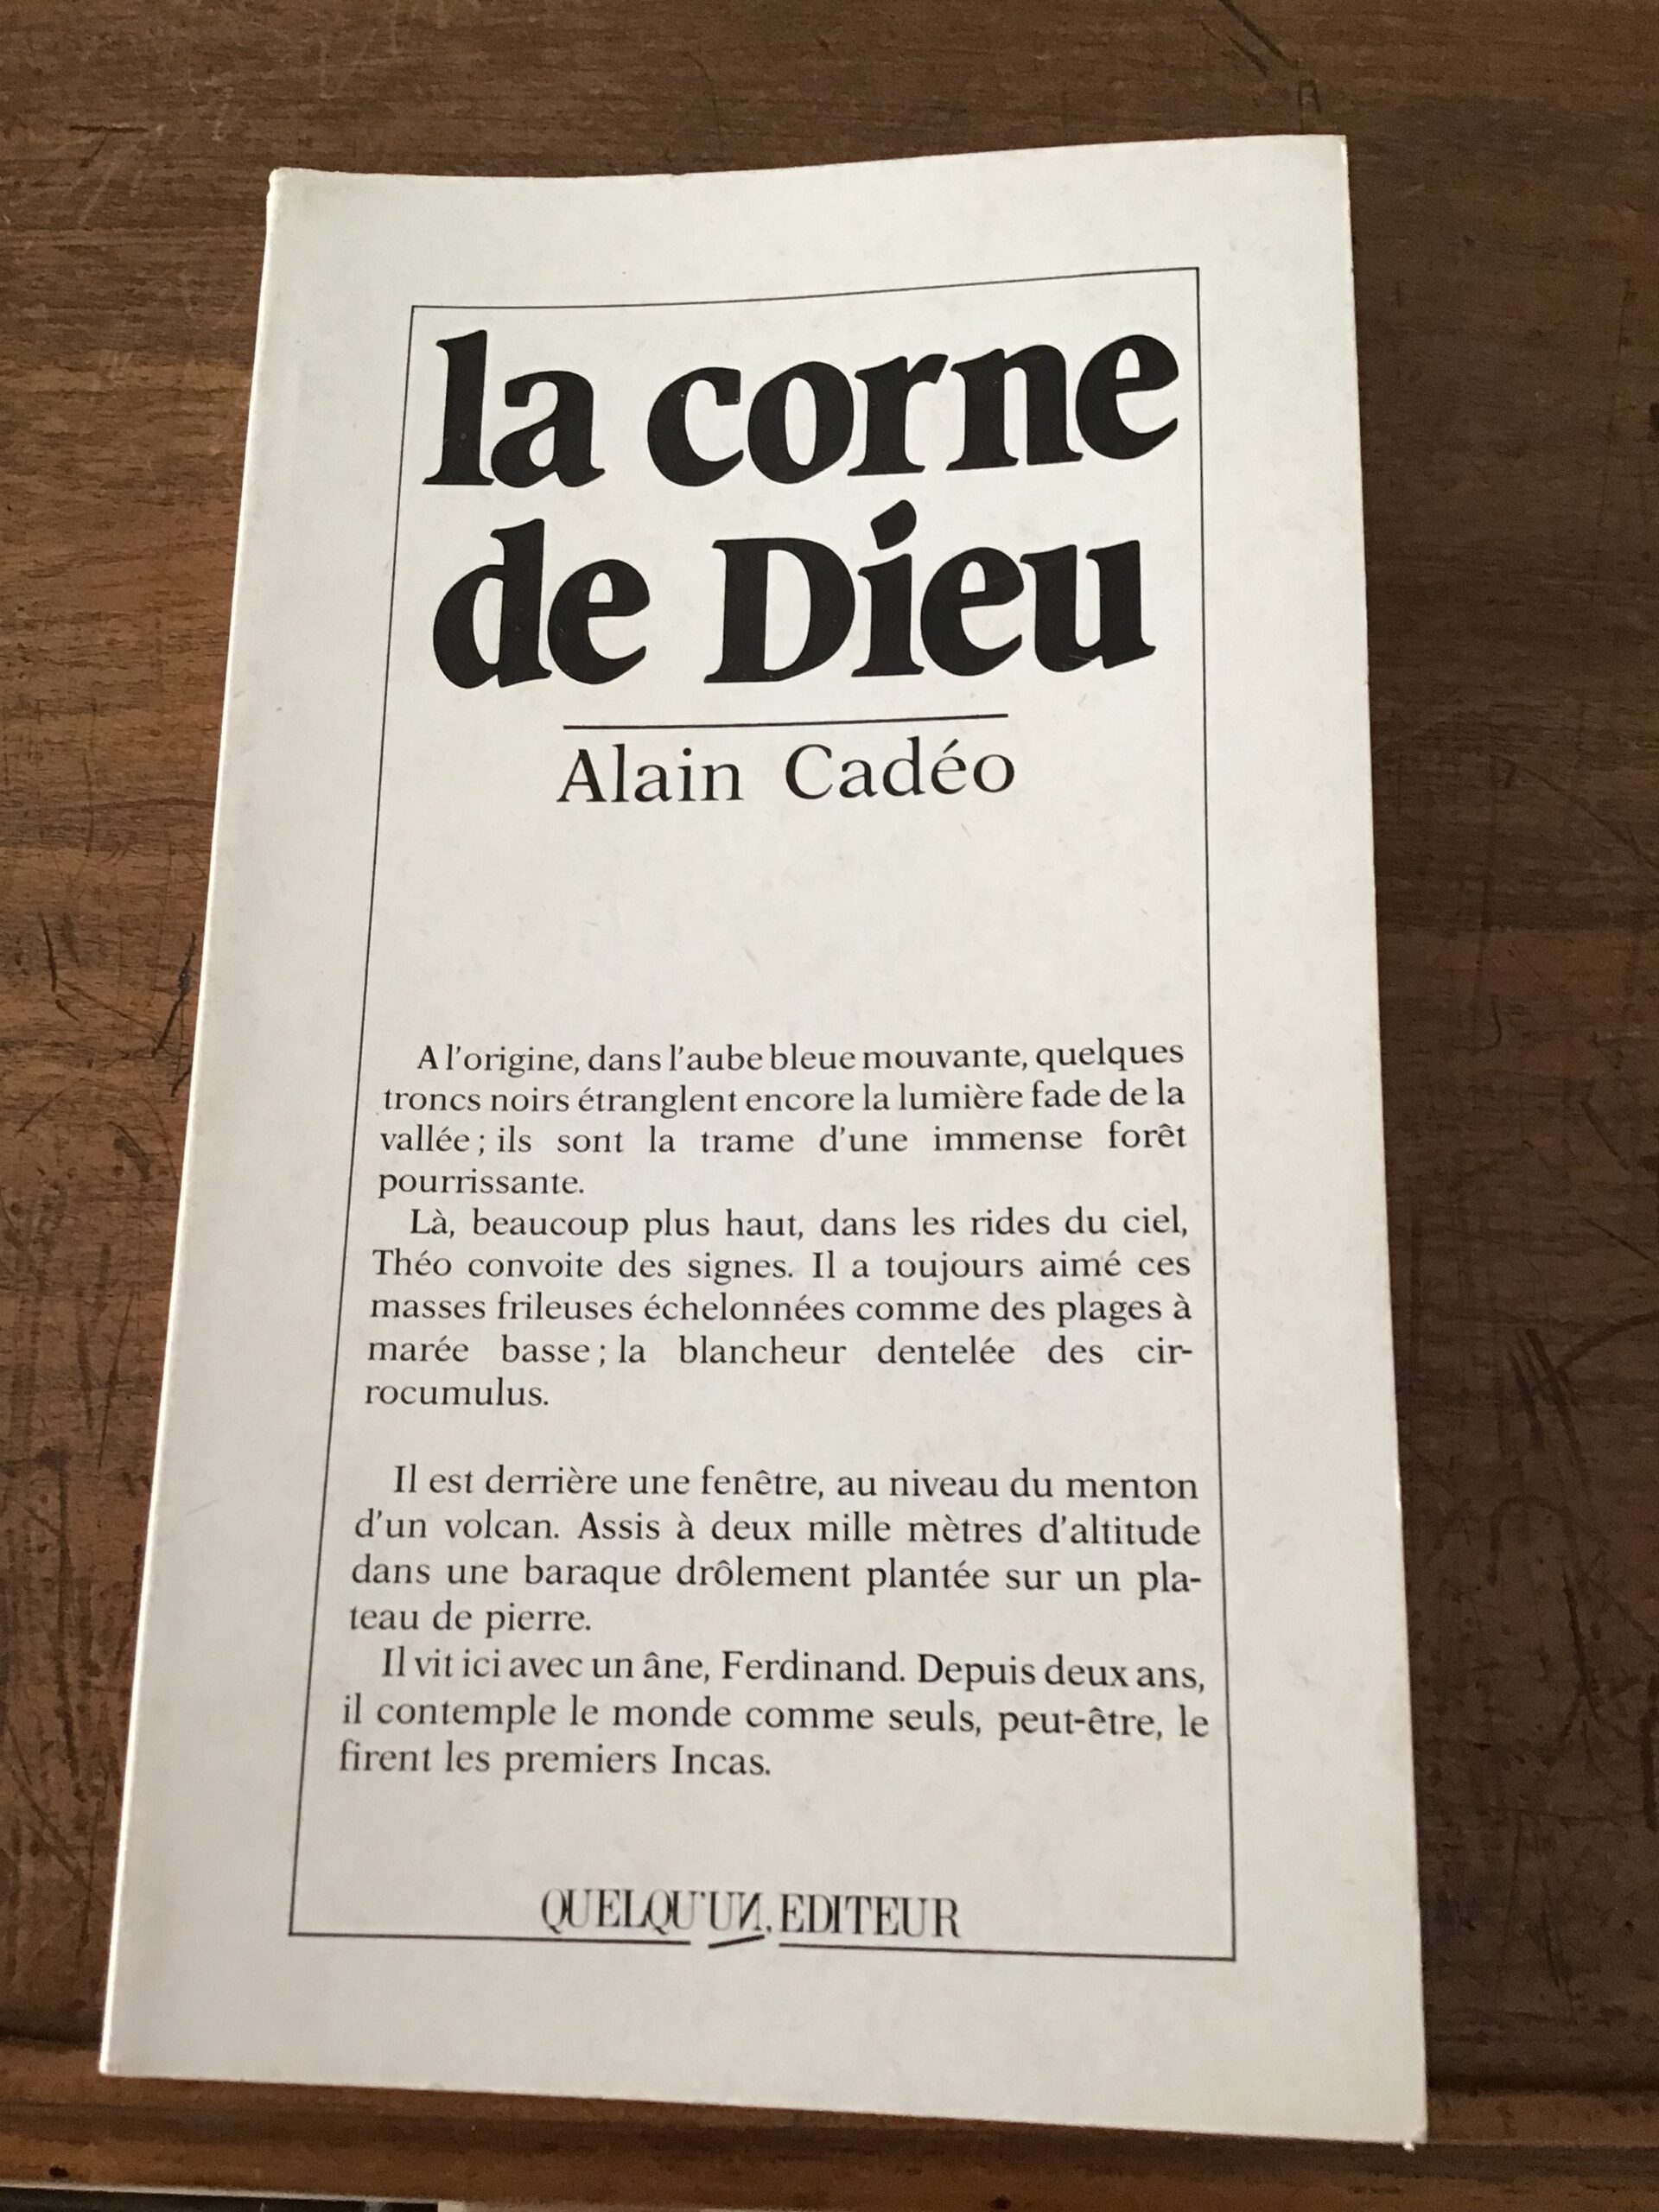 la corne
de Dieu
Alain Cadéo
A l'origine, dans l'aube bleue mouvante, quelques
troncs noirs étranglent encore la lumière fade de la
vallée ; ils sont la trame d'une immense forêt
pourrissante.
Là, beaucoup plus haut, dans les rides du ciel,
Théo convoite des signes. Il a toujours aimé ces
masses frileuses échelonnées comme des plages à
marée basse ; la blancheur dentelée des cir-
rocumulus.
Il est derrière une fenêtre, au niveau du menton
d'un volcan. Assis à deux mille mètres d'altitude
dans une baraque drôlement plantée sur un pla-
teau de pierre.
Il vit ici avec un âne, Ferdinand. Depuis deux ans,
il contemple le monde comme seuls, peut-être, le
firent les premiers Incas.
QUELQU'UN. EDITEUR